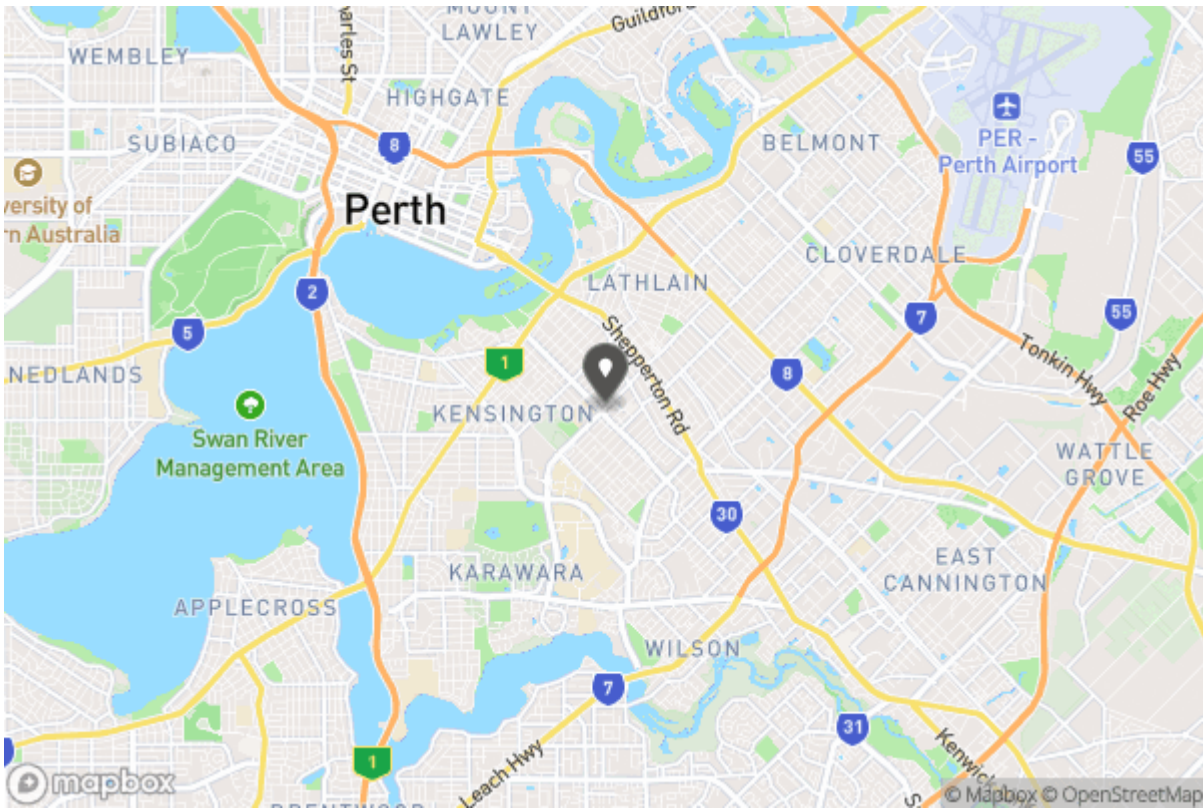 MOUNT
LAWLEY
Guildford
WEMBLEY
arles St
HIGHGATE
SUBIACO
8
BELMONT
PER -
Perth Airport
55
versity of
rn Australia
Perth
CLOVERDALE
LATHLAIN
2
55
7
5
Shepperton Rd
Tonkin Hwy
Roe Hwy
1
8
NEDLANDS
KENSINGTON
Swan River
Management Area
WATTLE
GROVE
30
KARAWARA
EAST
CANNINGTON
APPLECROSS
WILSON
7
31
Leach Hwy
Kenwick
1
mapbox
BRENTWOOD
S
© Mapbox © OpenStreetMap